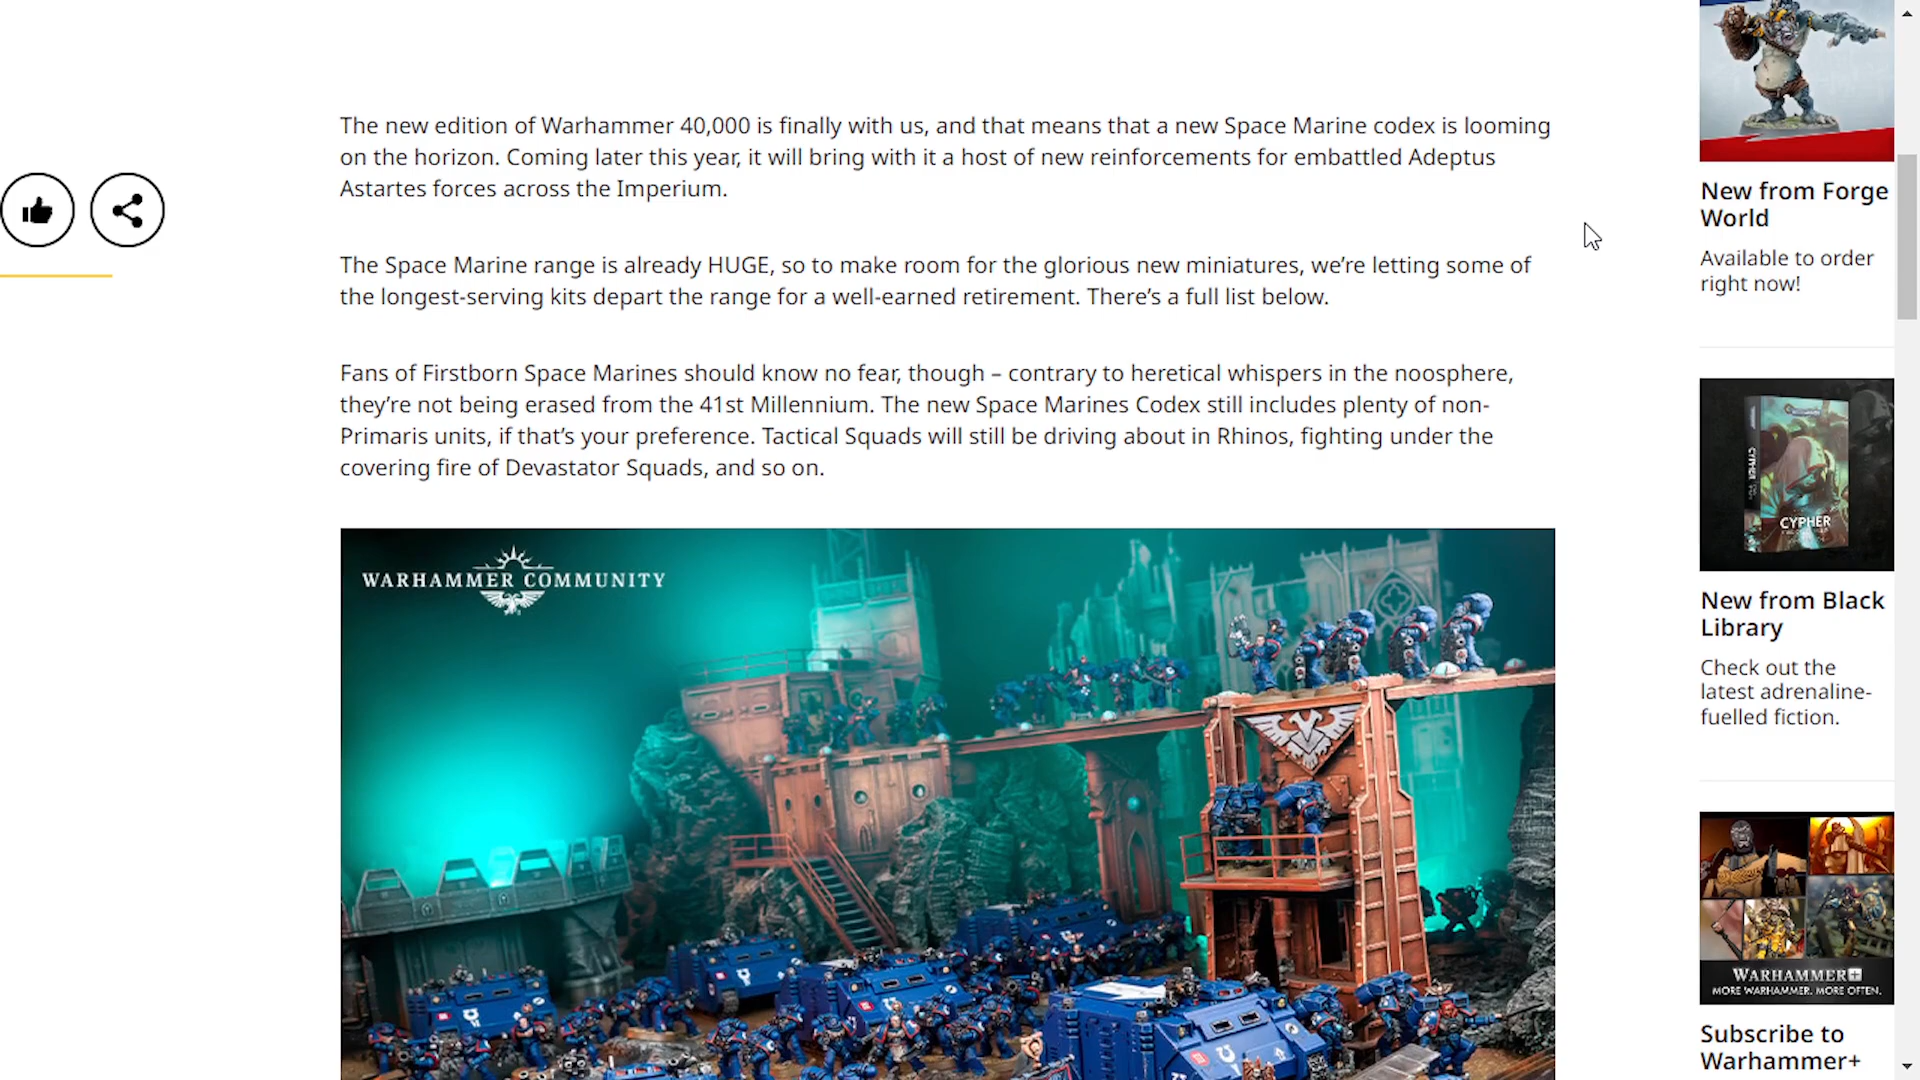 The new edition of Warhammer 40,000 is finally with us, and that means that a new Space Marine codex is looming
on the horizon. Coming later this year, it will bring with it a host of new reinforcements for embattled Adeptus
Astartes forces across the Imperium.
The Space Marine range is already HUGE, so to make room for the glorious new miniatures, we’re letting some of
the longest-serving kits depart the range for a well-earned retirement. There’s a full list below.
Fans of Firstborn Space Marines should know no fear, though – contrary to heretical whispers in the noosphere,
they’re not being erased from the 41st Millennium. The new Space Marines Codex still includes plenty of non-
Primaris units, if that’s your preference. Tactical Squads will still be driving about in Rhinos, fighting under the
covering fire of Devastator Squads, and so on.
WARHAMMER COMMUNITY
New from Forge
World
Available to order
right now!
CYPHER
CYPHER
New from Black
Library
Check out the
latest adrenaline-
fuelled fiction.
WARHAMMER+
MORE WARHAMMER. MORE OFTEN.
Subscribe to
Warhammer+